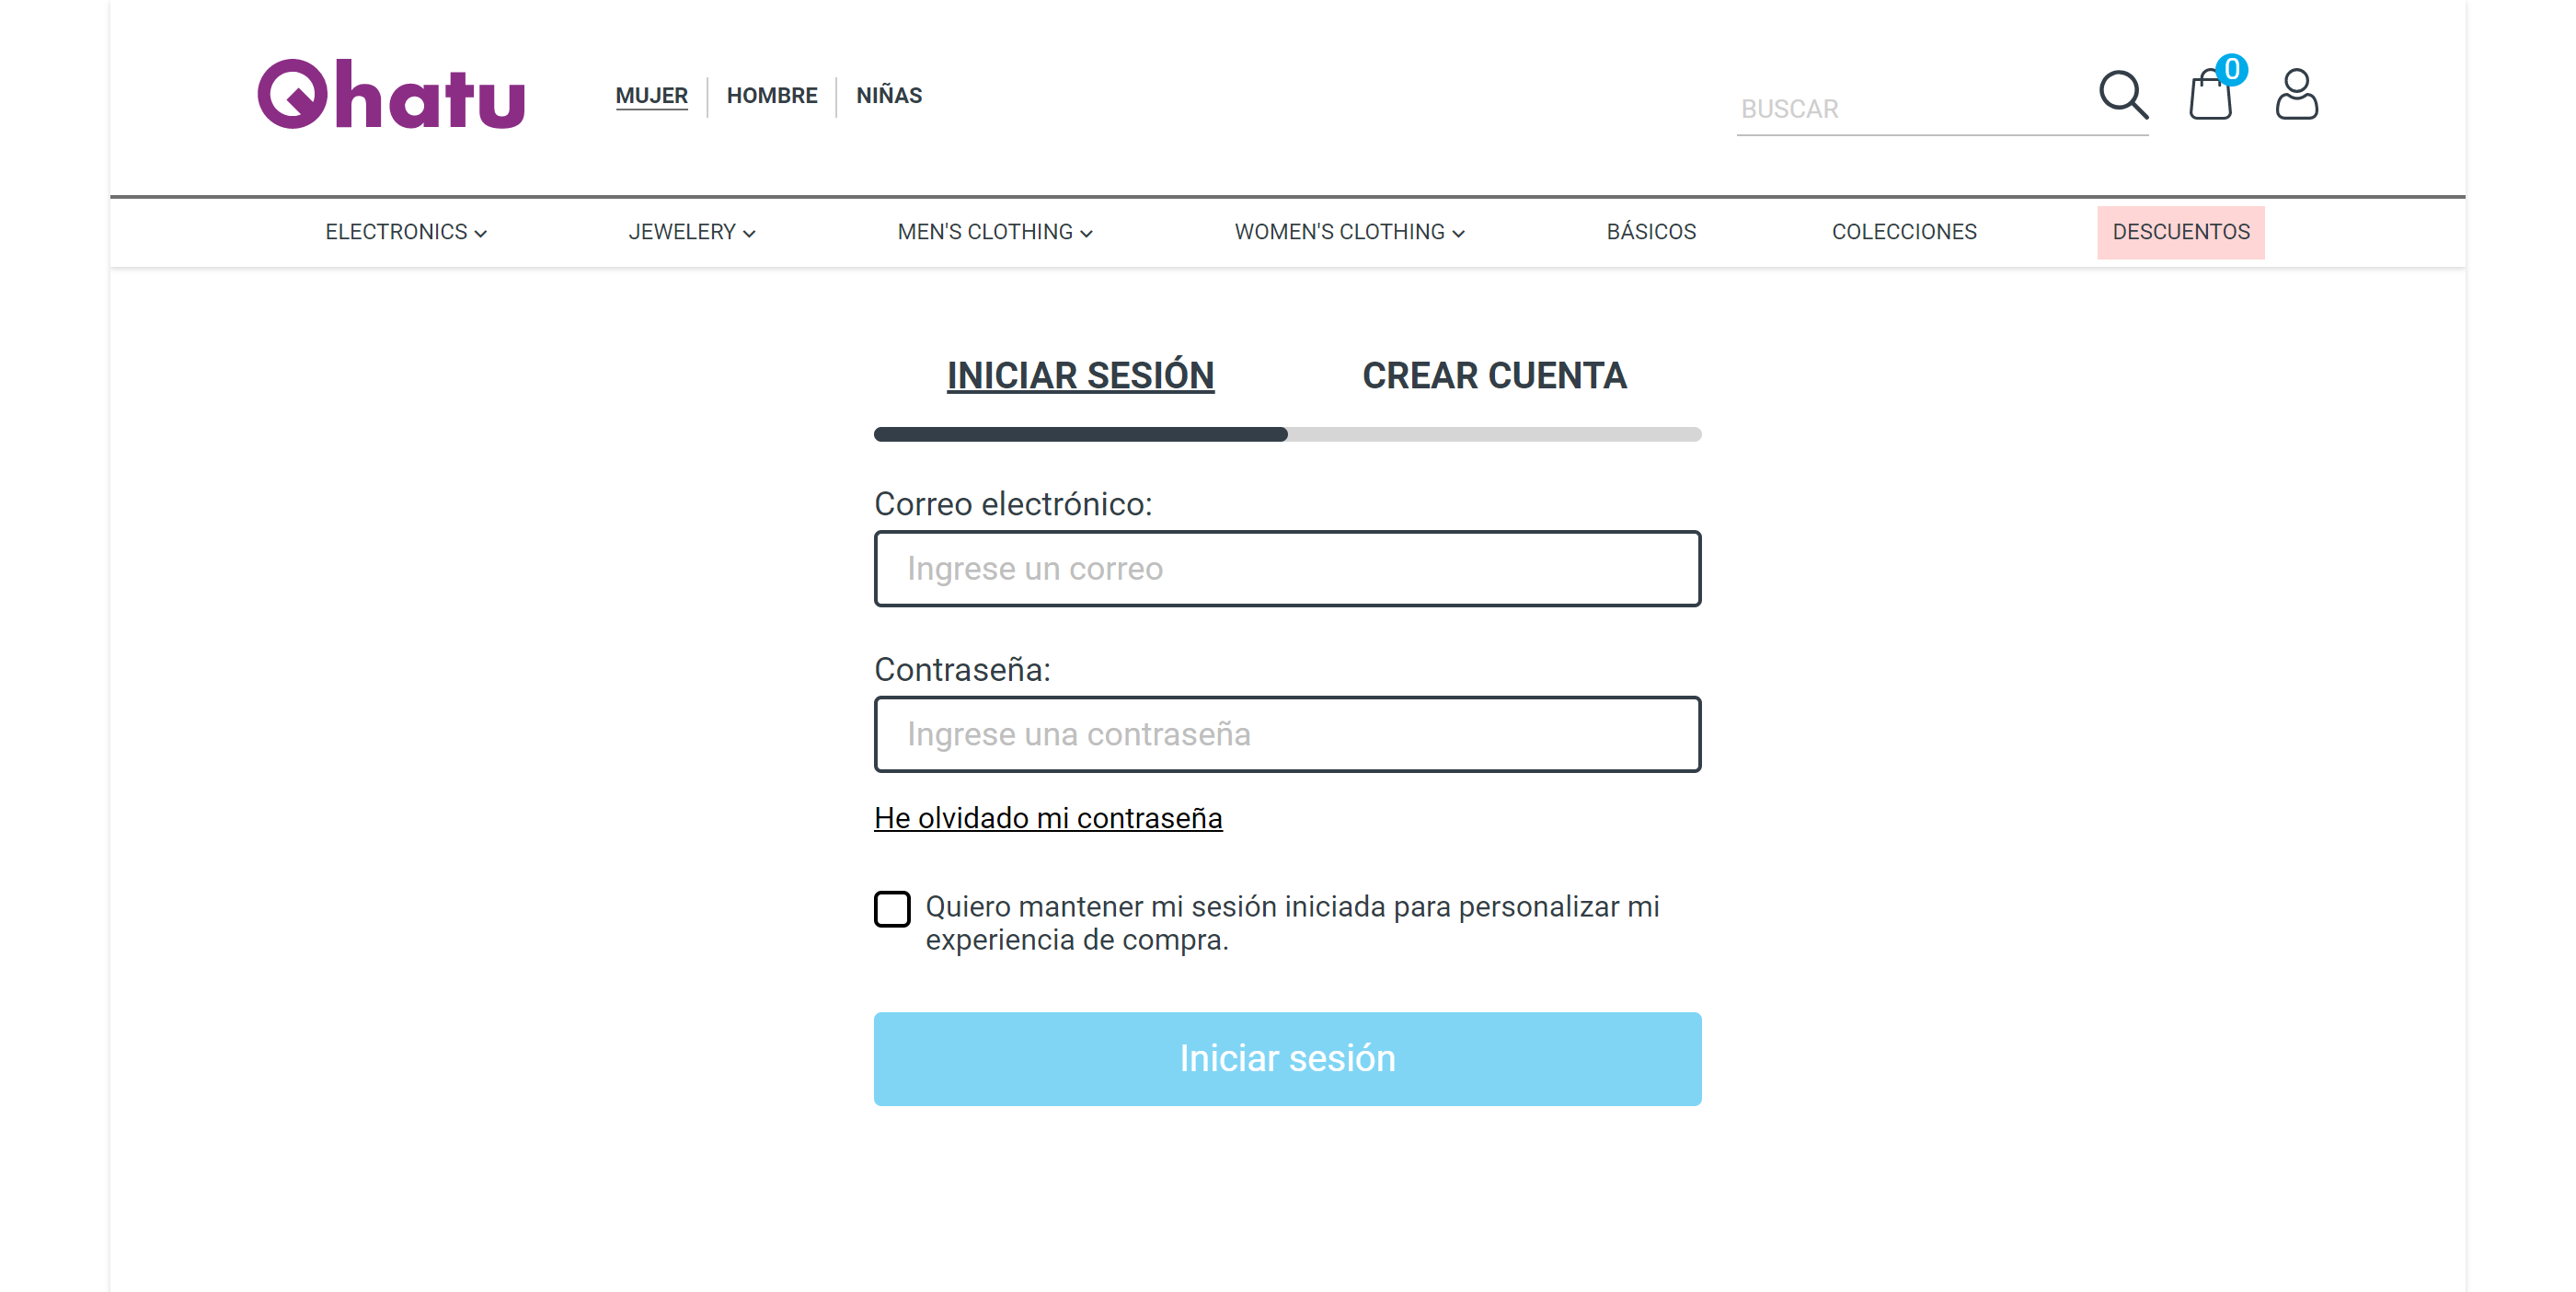 Qhatu
MUJER HOMBRE NIÑAS
BUSCAR
0
ELECTRONICS JEWELERY MEN'S CLOTHING WOMEN'S CLOTHING BÁSICOS COLECCIONES DESCUENTOS
INICIAR SESIÓN CREAR CUENTA
Correo electrónico:
Ingrese un correo
Contraseña:
Ingrese una contraseña
He olvidado mi contraseña
Quiero mantener mi sesión iniciada para personalizar mi
experiencia de compra.
Iniciar sesión